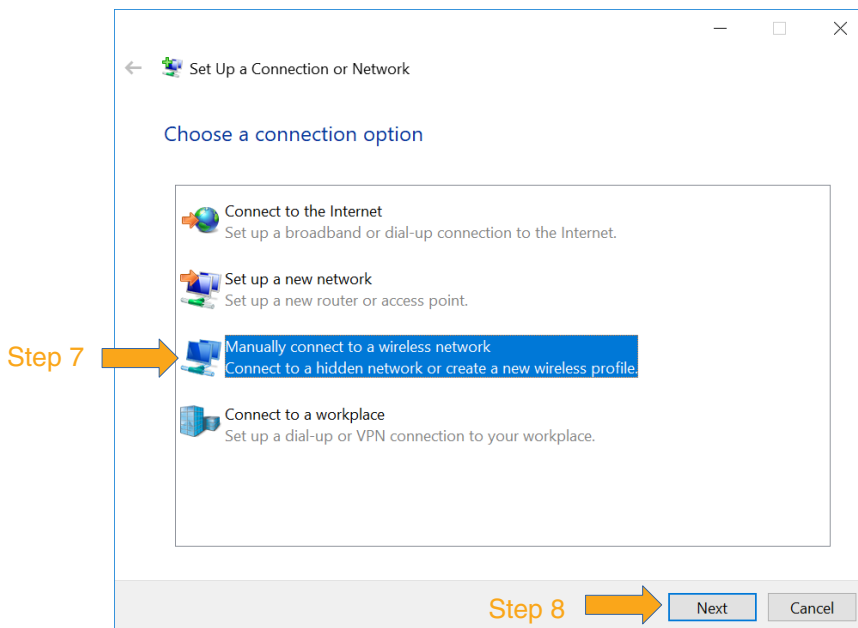 Set Up a Connection or Network
Choose a connection option
Connect to the Internet
Set up a broadband or dial-up connection to the Internet.
Set up a new network
Set up a new router or access point.
Step 7
Manually connect to a wireless network
Connect to a hidden network or create a new wireless profile.
Connect to a workplace
Set up a dial-up or VPN connection to your workplace.
Step 8
Next
Cancel